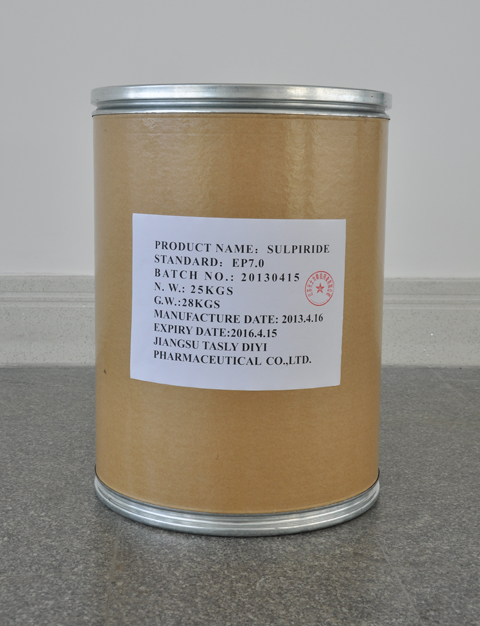 PRODUCT NAME: SULPIRIDE
STANDARD: EP7.0
BATCH NO.: 20130415
N. W.: 25KGS
G.W.:28KGS
MANUFACTURE DATE: 2013.4.16
EXPIRY DATE:2016.4.15
JIANGSU TASLY DIYI
PHARMACEUTICAL CO.,LTD.